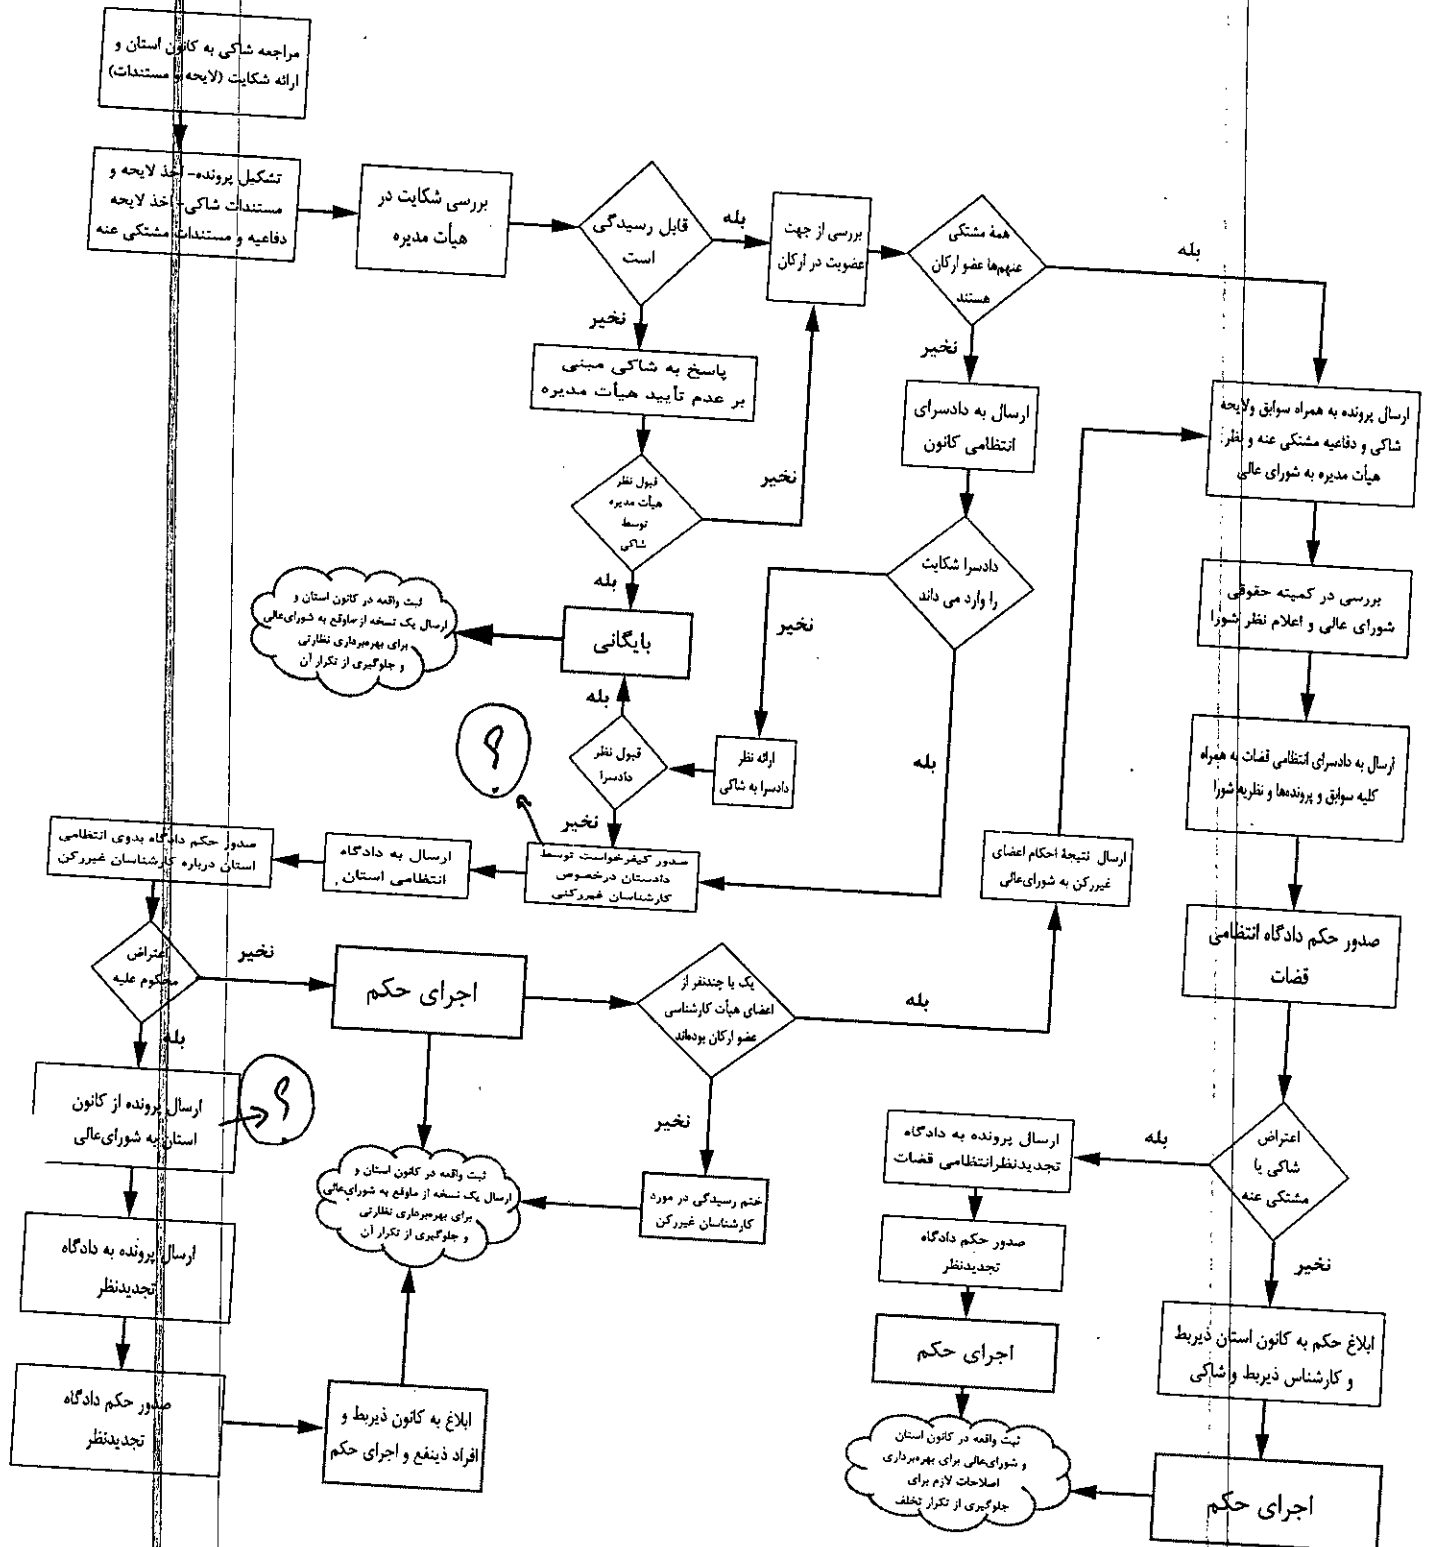 مراجعه شاکی به کانون استان و
ارائه شکایت (لایحه و مستندات)
تشکیل پرونده- اخذ لایحه و
مستندات شاکی- اخذ لایحه
دفاعیه و مستندات مشتکی عنه
بررسی شکایت در
هیأت مدیره
قابل رسیدگی
است
بله
نخیر
بررسی از جهت
عضویت در ارکان
همۀ مشتکی
عنهم‌ها عضو ارکان
هستند
بله
نخیر
پاسخ به شاکی مبنی
بر عدم تأیید هیأت مدیره
قبول نظر
هیأت مدیره
توسط
شاکی
نخیر
بله
ارسال به دادسرای
انتظامی کانون
دادسرا شکایت
را وارد می داند
نخیر
بله
ارسال پرونده به همراه سوابق ولایحۀ
شاکی و دفاعیه مشتکی عنه و نظر
هیأت مدیره به شورای عالی
بررسی در کمیته حقوقی
شورای عالی و اعلام نظر شورا
ارسال به دادسرای انتظامی قضات به همراه
کلیه سوابق و پرونده‌ها و نظریه شورا
صدور حکم دادگاه انتظامی
قضات
بایگانی
ثبت واقعه در کانون استان و
ارسال یک نسخه از ماوقع به شورای‌عالی
برای بهره‌برداری نظارتی
و جلوگیری از تکرار آن
بله
قبول نظر
دادسرا
نخیر
ارائه نظر
دادسرا به شاکی
؟
صدور کیفرخواست توسط
دادستان درخصوص
کارشناسان غیررکنی
ارسال به دادگاه
انتظامی استان
صدور حکم دادگاه بدوی انتظامی
استان درباره کارشناسان غیررکن
ارسال نتیجۀ احکام اعضای
غیررکن به شورای‌عالی
اعتراض
محکوم علیه
نخیر
بله
اجرای حکم
یک یا چندنفر از
اعضای هیأت کارشناسی
عضو ارکان بوده‌اند
بله
نخیر
ارسال پرونده از کانون
استان به شورای‌عالی
؟
ارسال پرونده به دادگاه
تجدیدنظر
صدور حکم دادگاه
تجدیدنظر
ابلاغ به کانون ذیربط و
افراد ذینفع و اجرای حکم
ثبت واقعه در کانون استان و
ارسال یک نسخه از ماوقع به شورای‌عالی
برای بهره‌برداری نظارتی
و جلوگیری از تکرار آن
ختم رسیدگی در مورد
کارشناسان غیررکن
اعتراض
شاکی یا
مشتکی عنه
بله
نخیر
ارسال پرونده به دادگاه
تجدیدنظرانتظامی قضات
صدور حکم دادگاه
تجدیدنظر
اجرای حکم
ثبت واقعه در کانون استان
و شورای‌عالی برای بهره‌برداری
اصلاحات لازم برای
جلوگیری از تکرار تخلف
ابلاغ حکم به کانون استان ذیربط
و کارشناس ذیربط و شاکی
اجرای حکم